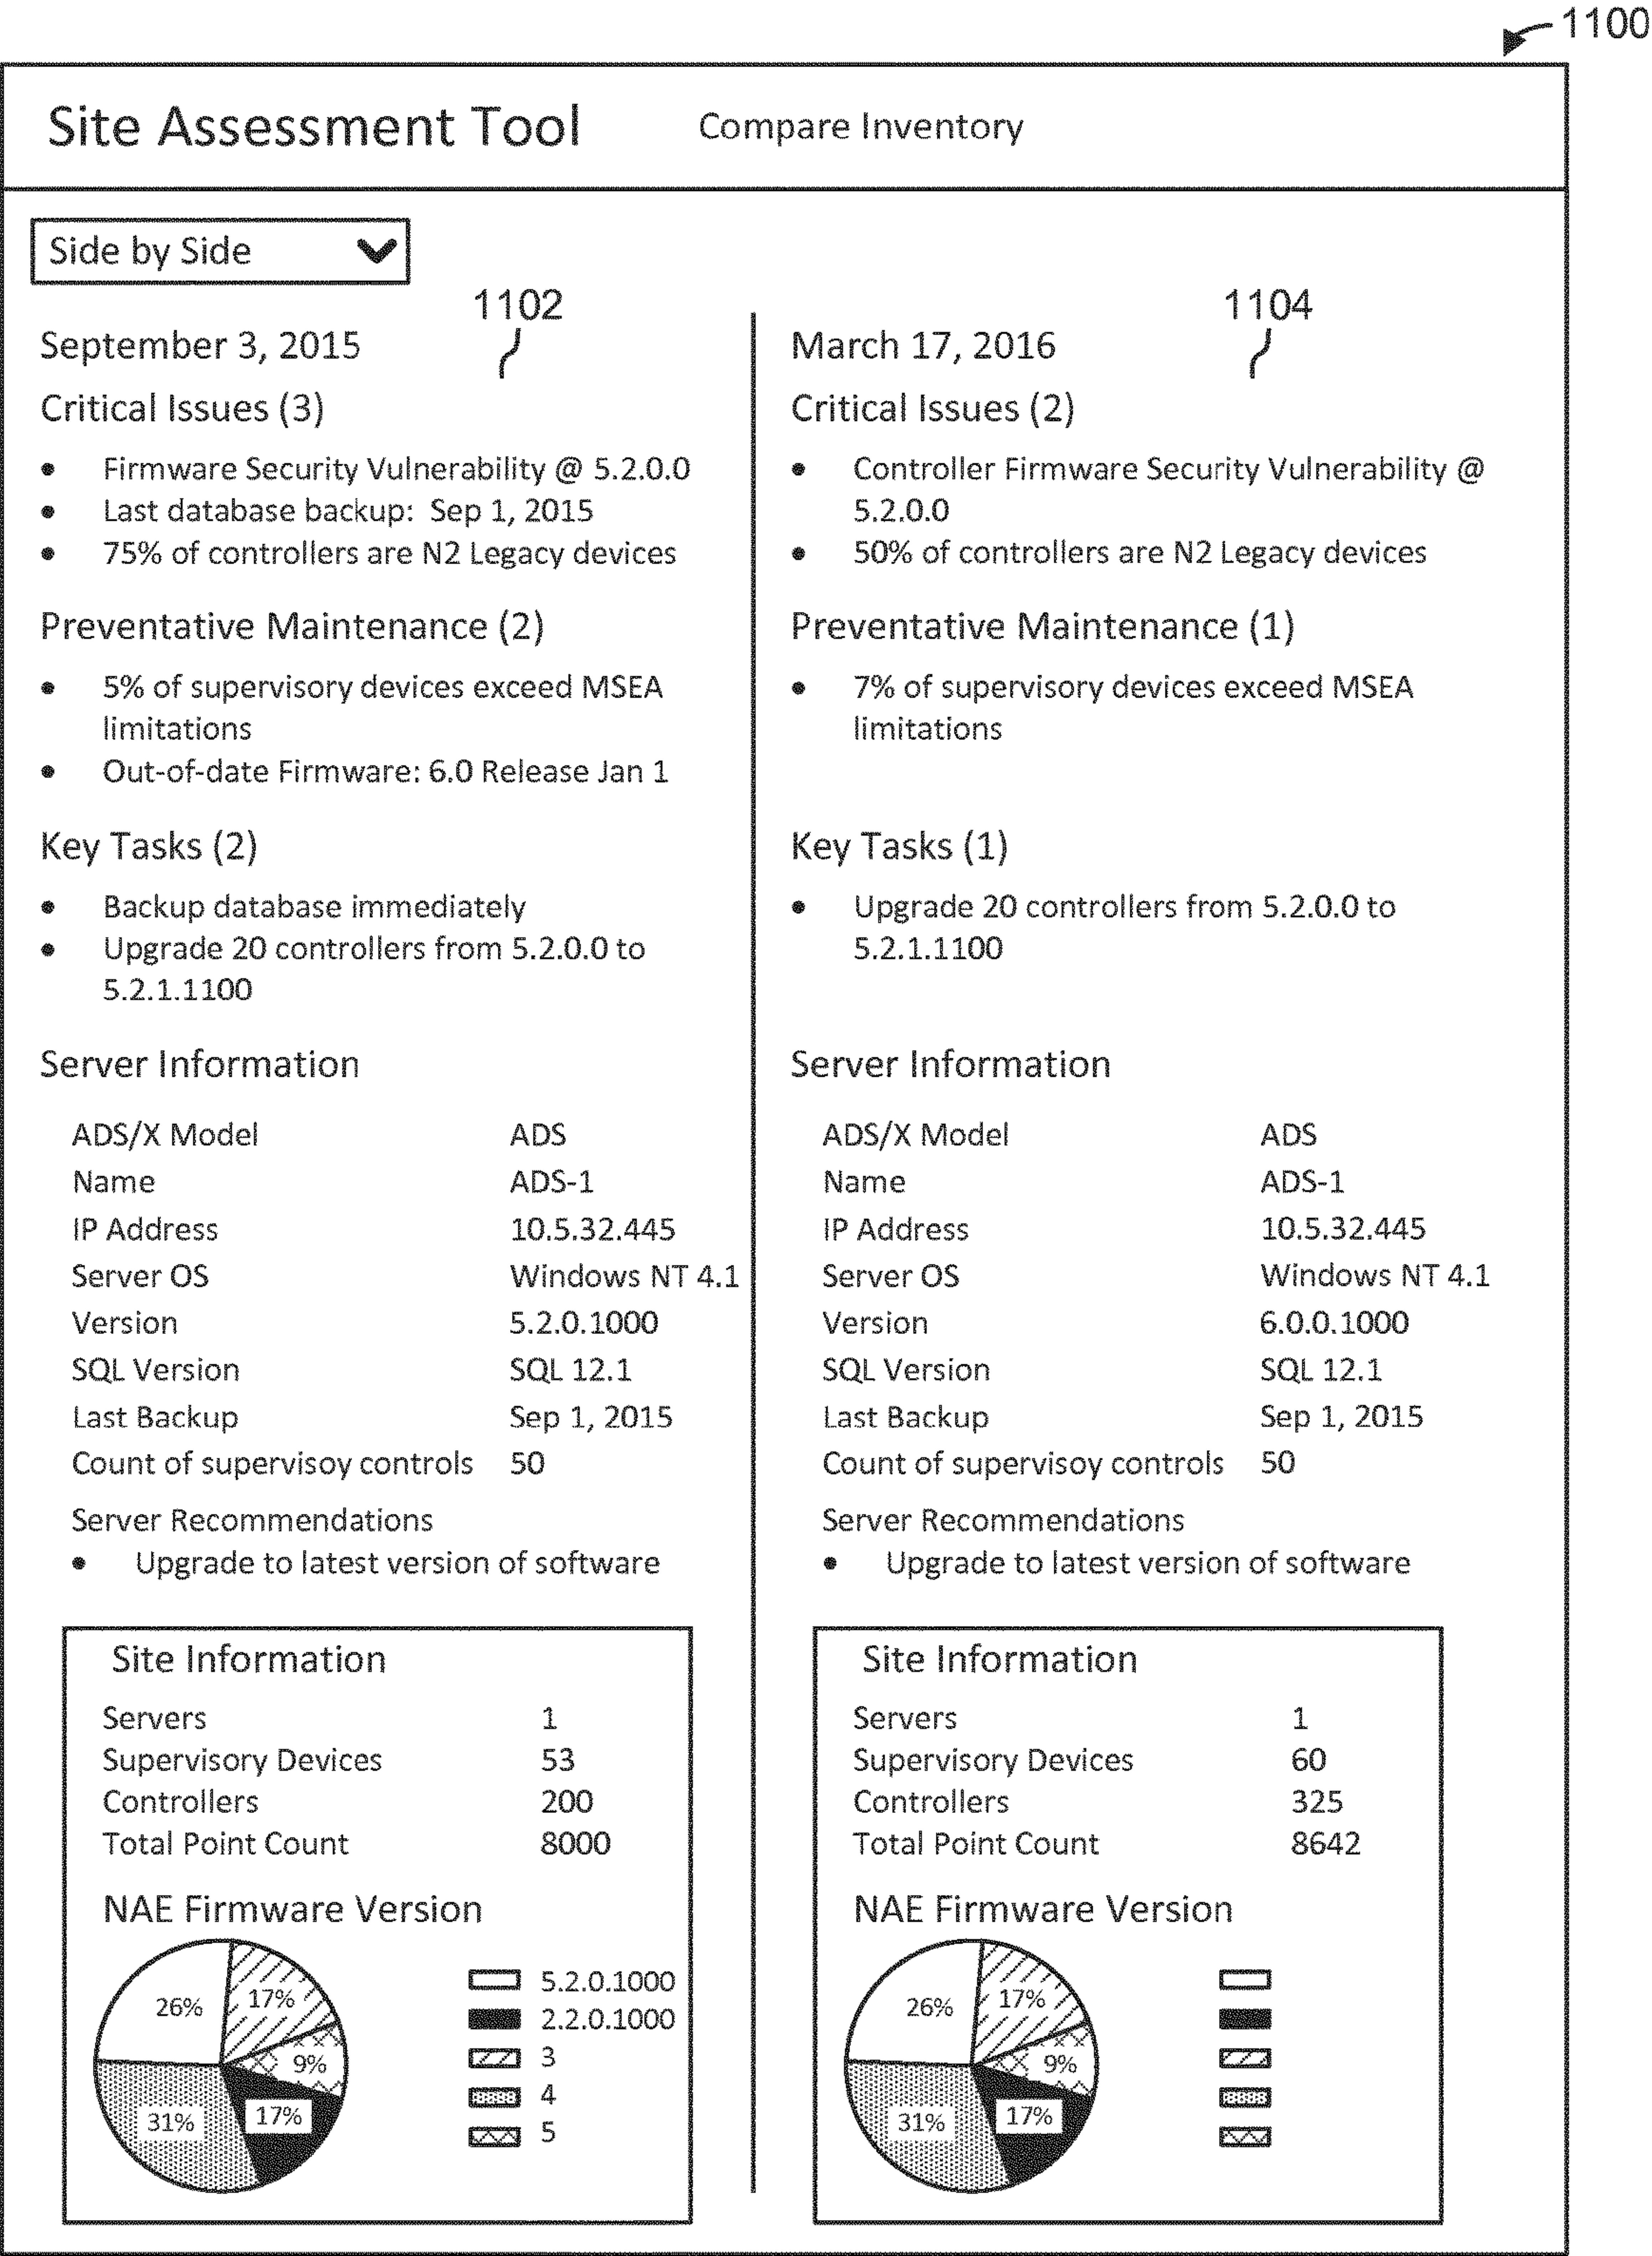 1100
Site Assessment Tool Compare Inventory
Side by Side
1102
September 3, 2015
Critical Issues (3)
• Firmware Security Vulnerability @ 5.2.0.0
• Last database backup: Sep 1, 2015
• 75% of controllers are N2 Legacy devices
Preventative Maintenance (2)
• 5% of supervisory devices exceed MSEA
limitations
• Out-of-date Firmware: 6.0 Release Jan 1
Key Tasks (2)
• Backup database immediately
• Upgrade 20 controllers from 5.2.0.0 to
5.2.1.1100
Server Information
ADS/X Model ADS
Name ADS-1
IP Address 10.5.32.445
Server OS Windows NT 4.1
Version 5.2.0.1000
SQL Version SQL 12.1
Last Backup Sep 1, 2015
Count of supervisoy controls 50
Server Recommendations
• Upgrade to latest version of software
Site Information
Servers 1
Supervisory Devices 53
Controllers 200
Total Point Count 8000
NAE Firmware Version
26%
17%
9%
31%
17%
5.2.0.1000
2.2.0.1000
3
4
5
1104
March 17, 2016
Critical Issues (2)
• Controller Firmware Security Vulnerability @
5.2.0.0
• 50% of controllers are N2 Legacy devices
Preventative Maintenance (1)
• 7% of supervisory devices exceed MSEA
limitations
Key Tasks (1)
• Upgrade 20 controllers from 5.2.0.0 to
5.2.1.1100
Server Information
ADS/X Model ADS
Name ADS-1
IP Address 10.5.32.445
Server OS Windows NT 4.1
Version 6.0.0.1000
SQL Version SQL 12.1
Last Backup Sep 1, 2015
Count of supervisoy controls 50
Server Recommendations
• Upgrade to latest version of software
Site Information
Servers 1
Supervisory Devices 60
Controllers 325
Total Point Count 8642
NAE Firmware Version
26%
17%
9%
31%
17%